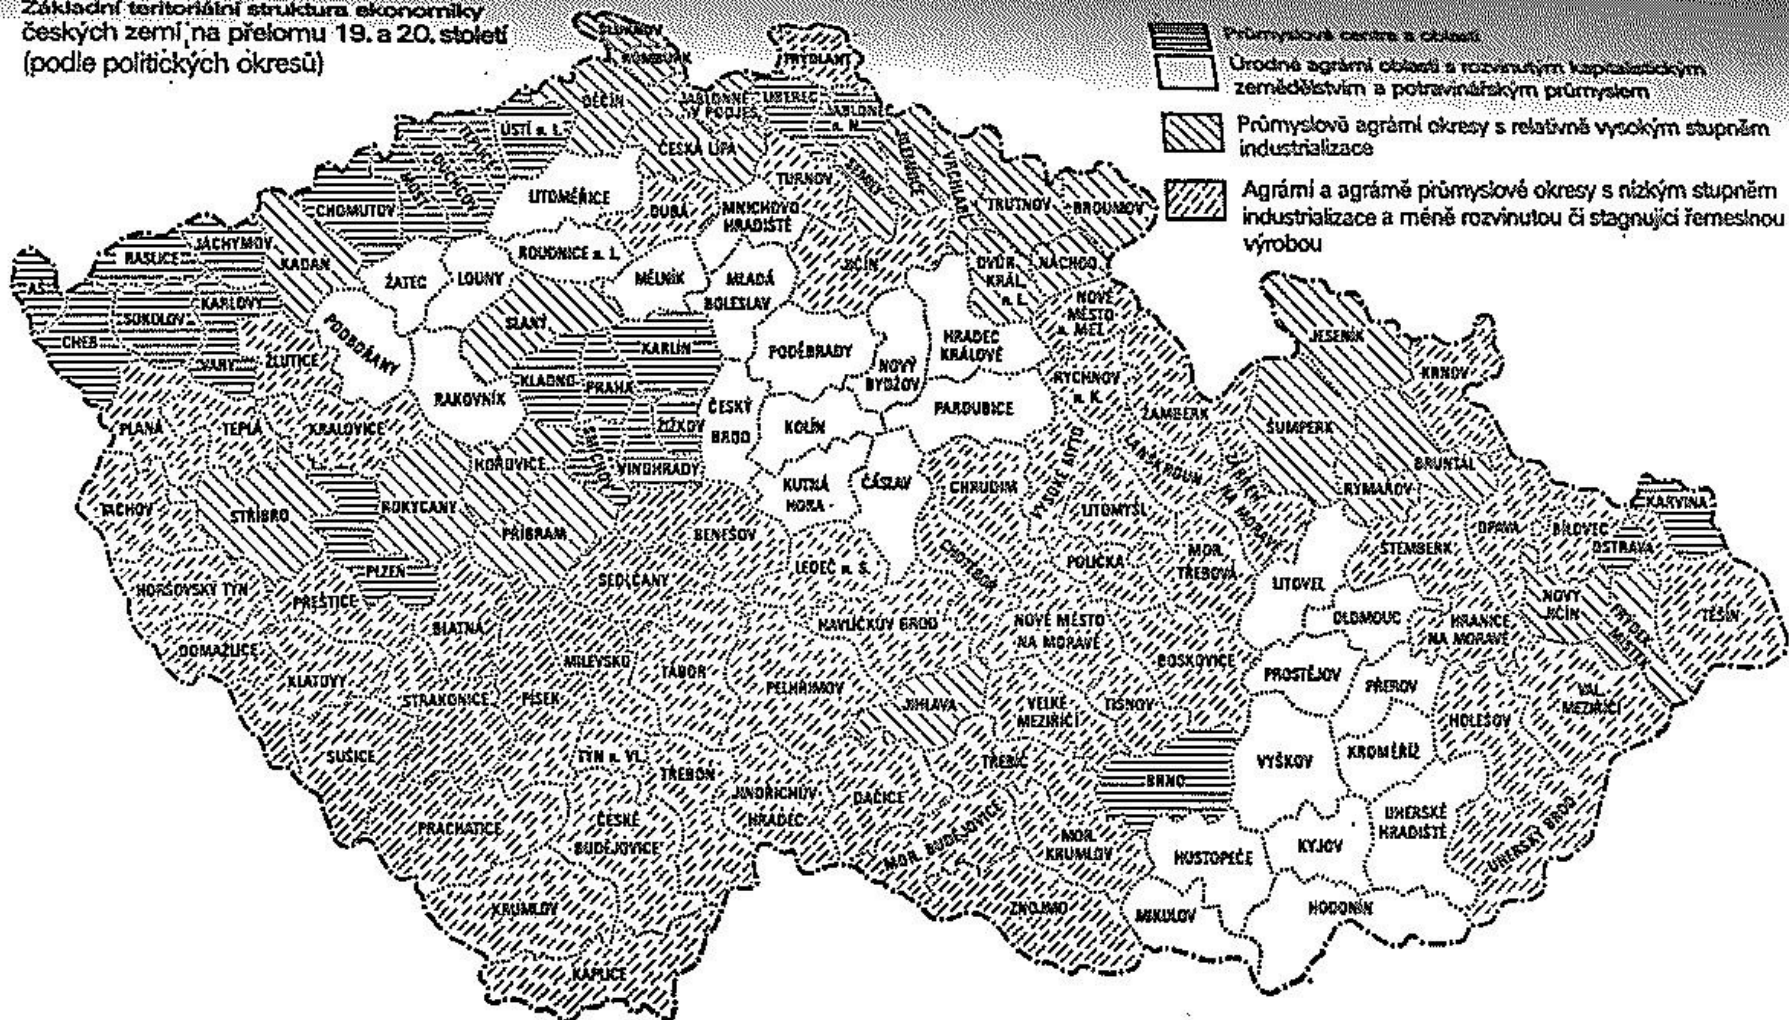 Základní teritoriální struktura ekonomiky
českých zemí na přelomu 19. a 20. století
(podle politických okresů)
Průmyslová centra a oblasti
Úrodné agrární oblasti s rozvinutým kapitalistickým
zemědělstvím a potravinářským průmyslem
Průmyslově agrární okresy s relativně vysokým stupněm
industrializace
Agrární a agrárně průmyslové okresy s nízkým stupněm
industrializace a méně rozvinutou či stagnující řemeslnou
výrobou
ŠLUKNOV
RUMBURK
FRÝDLANT
DĚČÍN
JABLONNÉ
V PODJEŠ.
LIBEREC
JABLONEC
n. N.
ÚSTÍ n. L.
TEPLICE
DUCHCOV
MOST
CHOMUTOV
ČESKÁ LÍPA
LITOMĚŘICE
DUBÁ
TURNOV
SEMILY
JILEMNICE
VRCHLABÍ
TRUTNOV
BROUMOV
MNICHOVO
HRADIŠTĚ
JÁCHYMOV
KADAŇ
AŠ
CHEB
SOKOLOV
KARLOVY
VARY
ŽLUTICE
ŽATEC
LOUNY
ROUDNICE n. L.
MĚLNÍK
MLADÁ
BOLESLAV
JIČÍN
DVŮR
KRÁL.
n. L.
NÁCHOD
NOVÉ
MĚSTO
n. MET.
PODBOŘANY
SLANÝ
KARLÍN
PODĚBRADY
NOVÝ
BYDŽOV
HRADEC
KRÁLOVÉ
JESENÍK
KRNOV
RAKOVNÍK
KLADNO
PRAHA
ČESKÝ
BROD
KOLÍN
PARDUBICE
RYCHNOV
n. K.
ŽAMBERK
ŠUMPERK
PLANÁ
TEPLÁ
KRALOVICE
HOŘOVICE
SMÍCHOV
ŽIŽKOV
VINOHRADY
KUTNÁ
HORA
ČÁSLAV
CHRUDIM
VYSOKÉ MÝTO
LANŠKROUN
ZÁBŘEH
NA MORAVĚ
BRUNTÁL
RÝMAŘOV
TACHOV
STŘÍBRO
ROKYCANY
PŘÍBRAM
BENEŠOV
LITOMYŠL
KARVINÁ
OPAVA
BÍLOVEC
OSTRAVA
PLZEŇ
SEDLČANY
LEDEČ n. S.
CHOTĚBOŘ
POLIČKA
MOR.
TŘEBOVÁ
ŠTERNBERK
LITOVEL
HORŠOVSKÝ TÝN
PŘEŠTICE
BLATNÁ
HAVLÍČKŮV BROD
NOVÉ MĚSTO
NA MORAVĚ
OLOMOUC
HRANICE
NA MORAVĚ
NOVÝ
JIČÍN
FRÝDEK
MÍSTEK
TĚŠÍN
DOMAŽLICE
KLATOVY
STRAKONICE
PÍSEK
MILEVSKO
TÁBOR
PELHŘIMOV
JIHLAVA
VELKÉ
MEZIŘÍČÍ
TIŠNOV
BOSKOVICE
PROSTĚJOV
PŘEROV
HOLEŠOV
VAL.
MEZIŘÍČÍ
SUŠICE
TÝN n. VL.
TŘEBOŇ
TŘEBÍČ
BRNO
VYŠKOV
KROMĚŘÍŽ
PRACHATICE
ČESKÉ
BUDĚJOVICE
JINDŘICHŮV
HRADEC
DAČICE
MOR. BUDĚJOVICE
MOR.
KRUMLOV
HUSTOPEČE
KYJOV
UHERSKÉ
HRADIŠTĚ
UHERSKÝ BROD
KRUMLOV
ZNOJMO
MIKULOV
HODONÍN
KAPLICE